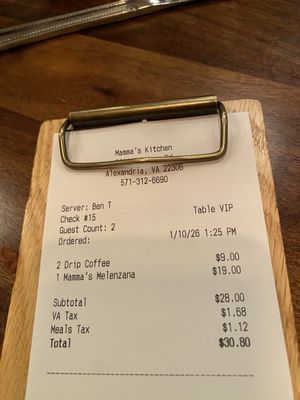 Mamma's Kitchen
Alexandria, VA 22306
571-312-6690
Server: Ben T
Table VIP
Check #15
Guest Count: 2
Ordered: 1/10/26 1:25 PM
2 Drip Coffee $9.00
1 Mamma's Melenzana $19.00
Subtotal $28.00
VA Tax $1.68
Meals Tax $1.12
Total $30.80